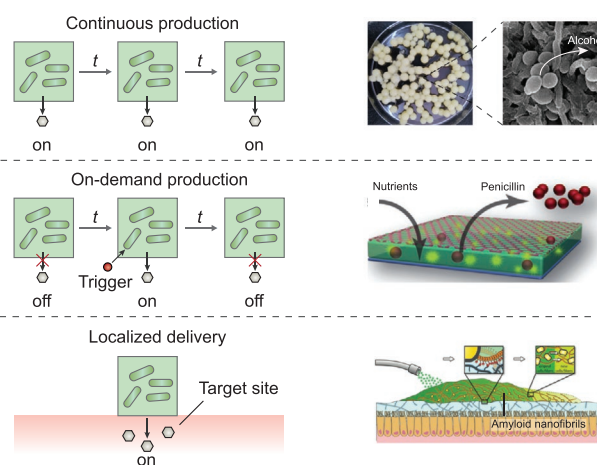 Continuous production
t
t
on
on
on
On-demand production
t
t
Trigger
off
on
off
Localized delivery
Target site
on
Nutrients
Penicillin
Amyloid nanofibrils